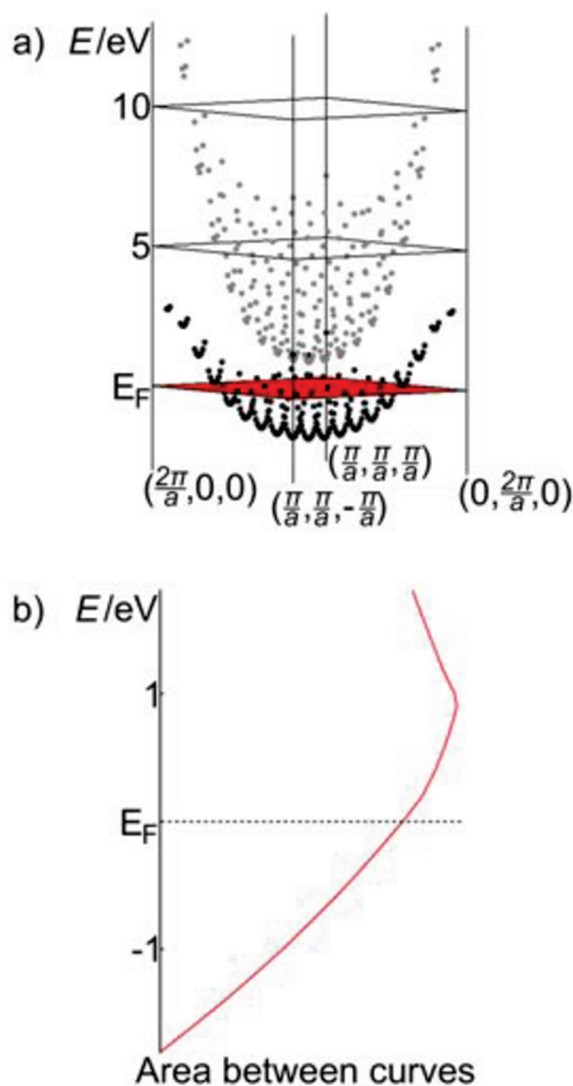 a) E/eV
10
5
E_F
(π/a,π/a,π/a)
(2π/a,0,0)
(0,2π/a,0)
(π/a,π/a,-π/a)
b) E/eV
1
E_F
-1
Area between curves